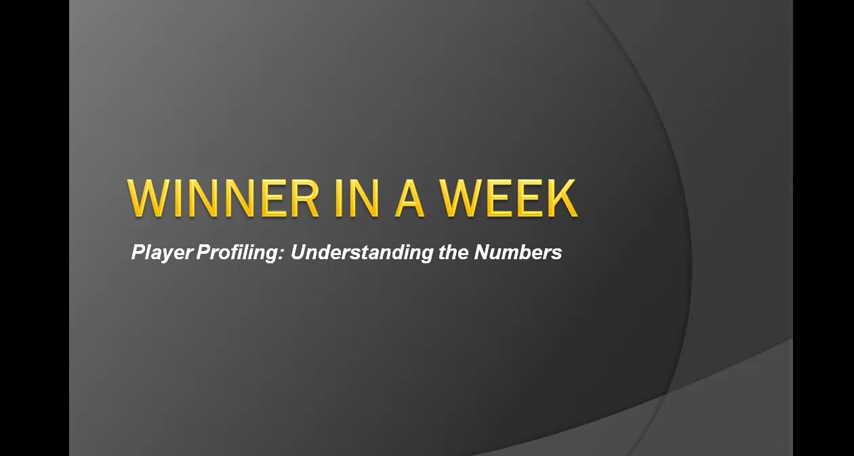 WINNER IN A WEEK
Player Profiling: Understanding the Numbers